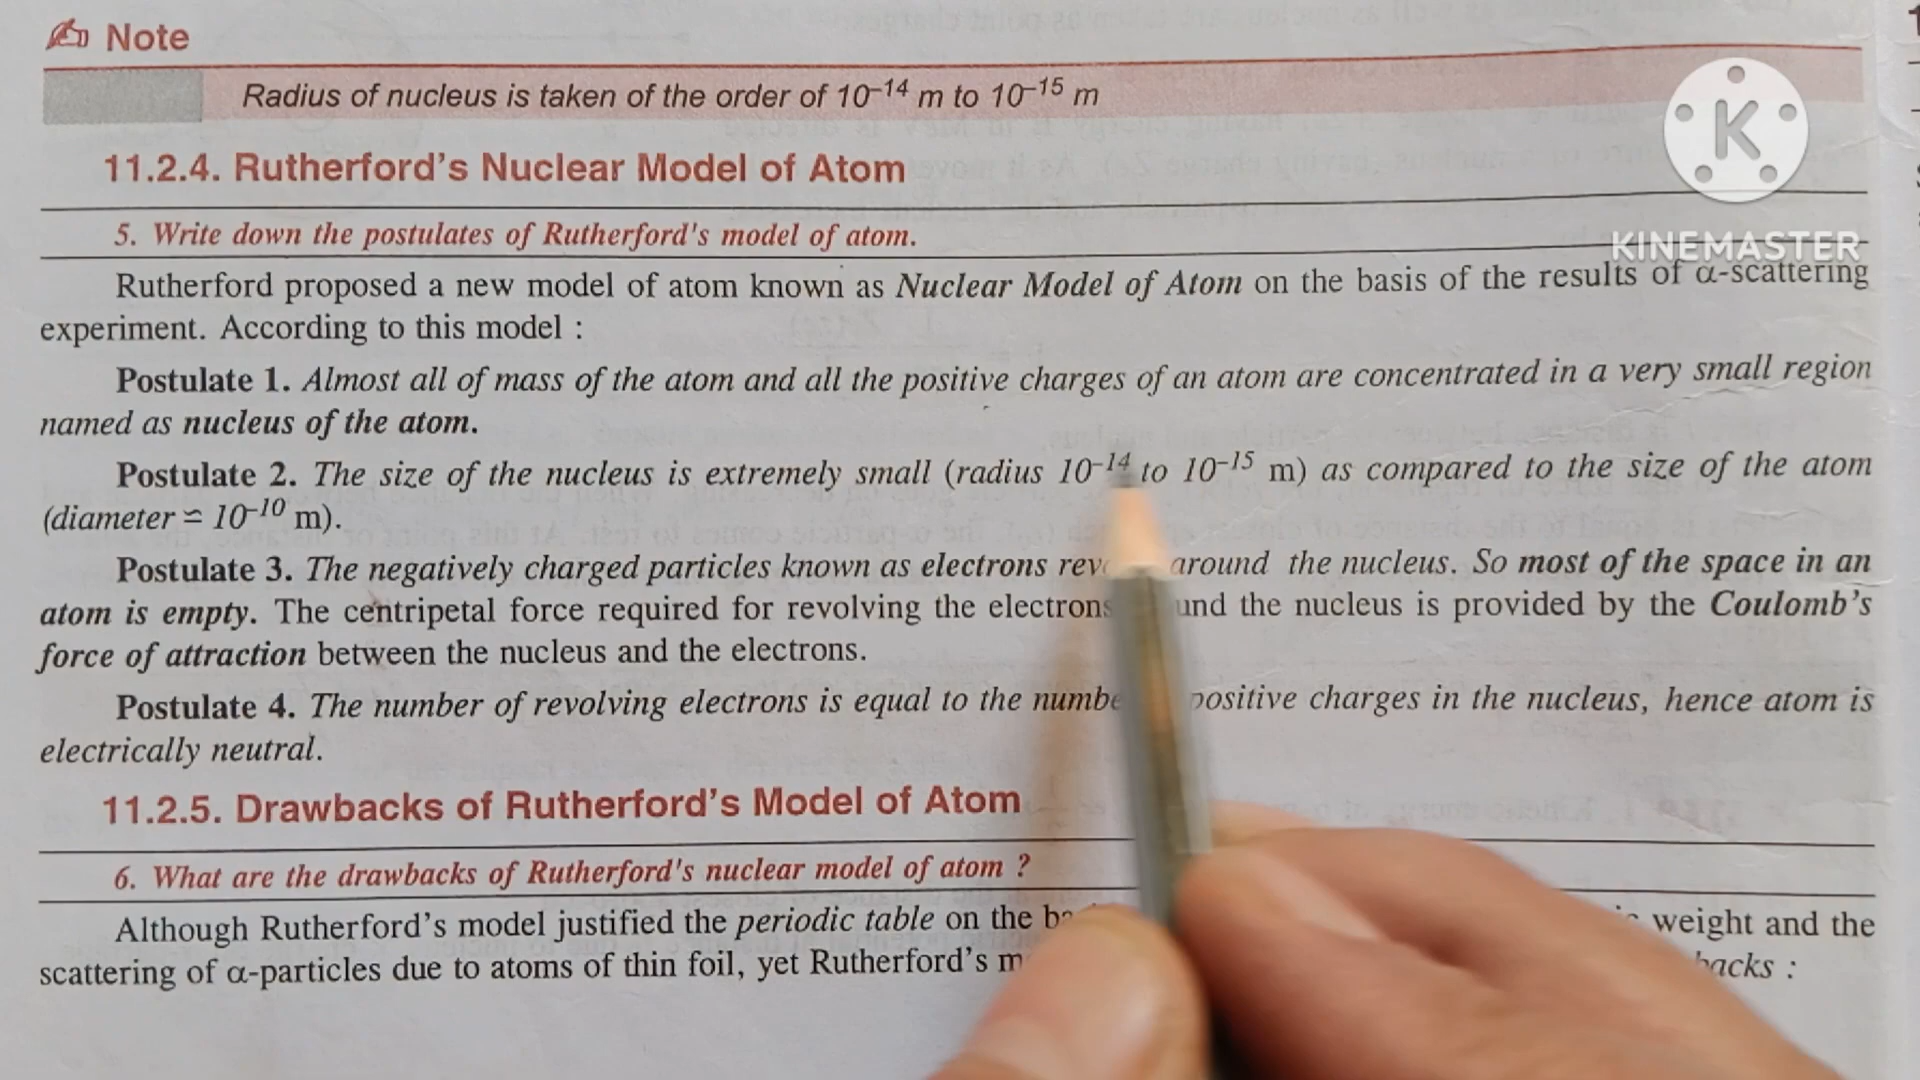 Note
Radius of nucleus is taken of the order of 10⁻¹⁴ m to 10⁻¹⁵ m
K
11.2.4. Rutherford's Nuclear Model of Atom
5. Write down the postulates of Rutherford's model of atom.
KINEMASTER
Rutherford proposed a new model of atom known as Nuclear Model of Atom on the basis of the results of α-scattering
experiment. According to this model :
Postulate 1. Almost all of mass of the atom and all the positive charges of an atom are concentrated in a very small region
named as nucleus of the atom.
Postulate 2. The size of the nucleus is extremely small (radius 10⁻¹⁴ to 10⁻¹⁵ m) as compared to the size of the atom
(diameter ≃ 10⁻¹⁰ m).
Postulate 3. The negatively charged particles known as electrons around the nucleus. So most of the space in an
atom is empty. The centripetal force required for revolving the electrons the nucleus is provided by the Coulomb's
force of attraction between the nucleus and the electrons.
Postulate 4. The number of revolving electrons is equal to the positive charges in the nucleus, hence atom is
electrically neutral.
11.2.5. Drawbacks of Rutherford's Model of Atom
6. What are the drawbacks of Rutherford's nuclear model of atom ?
Although Rutherford's model justified the periodic table on the weight and the
scattering of α-particles due to atoms of thin foil, yet Rutherford's :